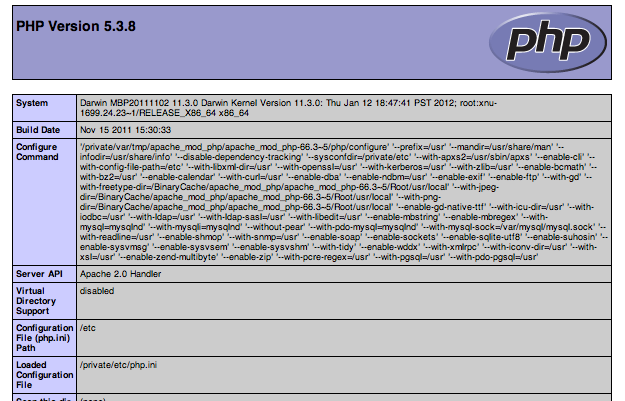 PHP Version 5.3.8
php
System
Darwin MBP20111102 11.3.0 Darwin Kernel Version 11.3.0: Thu Jan 12 18:47:41 PST 2012; root:xnu-
1699.24.23~1/RELEASE_X86_64 x86_64
Build Date
Nov 15 2011 15:30:33
Configure
Command
'/private/var/tmp/apache_mod_php/apache_mod_php-66.3~5/php/configure' '--prefix=/usr' '--mandir=/usr/share/man' '--
infodir=/usr/share/info' '--disable-dependency-tracking' '--sysconfdir=/private/etc' '--with-apxs2=/usr/sbin/apxs' '--enable-cli' '--
with-config-file-path=/etc' '--with-libxml-dir=/usr' '--with-openssl=/usr' '--with-kerberos=/usr' '--with-zlib=/usr' '--enable-bcmath' '--
with-bz2=/usr' '--enable-calendar' '--with-curl=/usr' '--enable-dba' '--enable-ndbm=/usr' '--enable-exif' '--enable-ftp' '--with-gd' '--
with-freetype-dir=/BinaryCache/apache_mod_php/apache_mod_php-66.3~5/Root/usr/local' '--with-jpeg-
dir=/BinaryCache/apache_mod_php/apache_mod_php-66.3~5/Root/usr/local' '--with-png-
dir=/BinaryCache/apache_mod_php/apache_mod_php-66.3~5/Root/usr/local' '--enable-gd-native-ttf' '--with-icu-dir=/usr' '--with-
iodbc=/usr' '--with-ldap=/usr' '--with-ldap-sasl=/usr' '--with-libedit=/usr' '--enable-mbstring' '--enable-mbregex' '--with-
mysql=mysqlnd' '--with-mysqli=mysqlnd' '--without-pear' '--with-pdo-mysql=mysqlnd' '--with-mysql-sock=/var/mysql/mysql.sock' '--
with-readline=/usr' '--enable-shmop' '--with-snmp=/usr' '--enable-soap' '--enable-sockets' '--enable-sqlite-utf8' '--enable-suhosin' '--
enable-sysvmsg' '--enable-sysvsem' '--enable-sysvshm' '--with-tidy' '--enable-wddx' '--with-xmlrpc' '--with-iconv-dir=/usr' '--with-
xsl=/usr' '--enable-zend-multibyte' '--enable-zip' '--with-pcre-regex=/usr' '--with-pgsql=/usr' '--with-pdo-pgsql=/usr'
Server API
Apache 2.0 Handler
Virtual
Directory
Support
disabled
Configuration
File (php.ini)
Path
/etc
Loaded
Configuration
File
/private/etc/php.ini